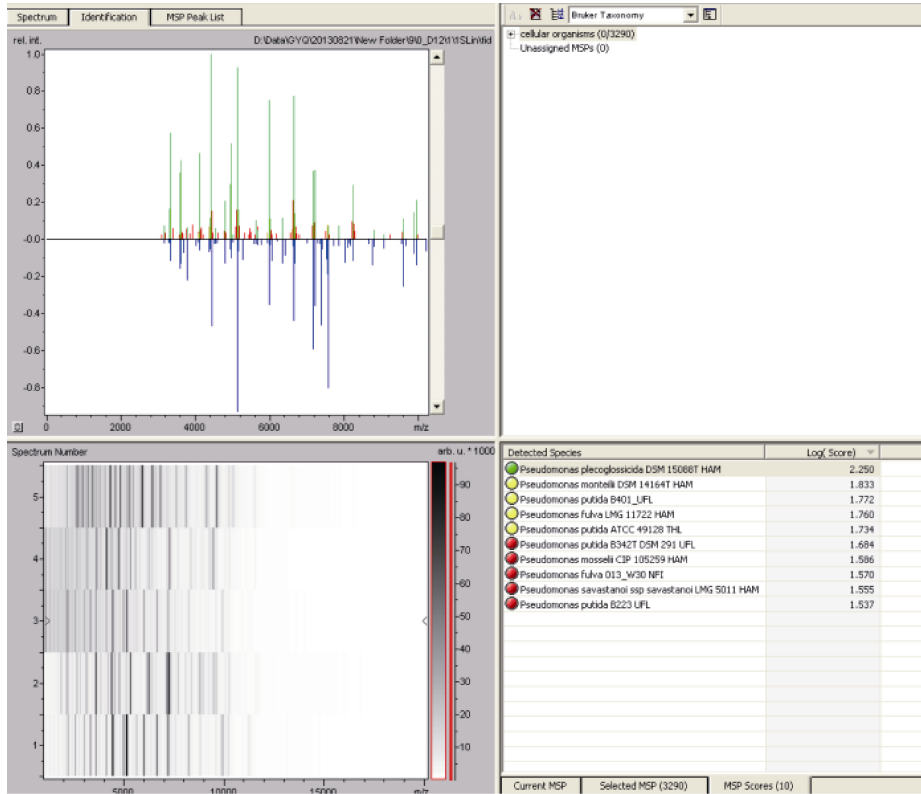 Spectrum Identification MSP Peak List
Bruker Taxonomy
cellular organisms (0/3290)
Unassigned MSPs (0)
rel. int. D:\Data\GYQ\20130821\New Folder\9\0_D12\1\1SLin\fid
1.0
0.8
0.6
0.4
0.2
-0.0
-0.2
-0.4
-0.6
-0.8
0 2000 4000 6000 8000 m/z
Spectrum Number arb. u. * 1000
5
4
3
2
1
90
80
70
60
50
40
30
20
10
5000 10000 15000 m/z
Detected Species Log( Score)
Pseudomonas plecoglossicida DSM 15088T HAM 2.250
Pseudomonas monteilii DSM 14164T HAM 1.833
Pseudomonas putida B401_UFL 1.772
Pseudomonas fulva LMG 11722 HAM 1.760
Pseudomonas putida ATCC 49128 THL 1.734
Pseudomonas putida B342T DSM 291 UFL 1.684
Pseudomonas mosselii CIP 105259 HAM 1.586
Pseudomonas fulva 013_W30 NFI 1.570
Pseudomonas savastanoi ssp savastanoi LMG 5011 HAM 1.555
Pseudomonas putida B223 UFL 1.537
Current MSP Selected MSP (3290) MSP Scores (10)